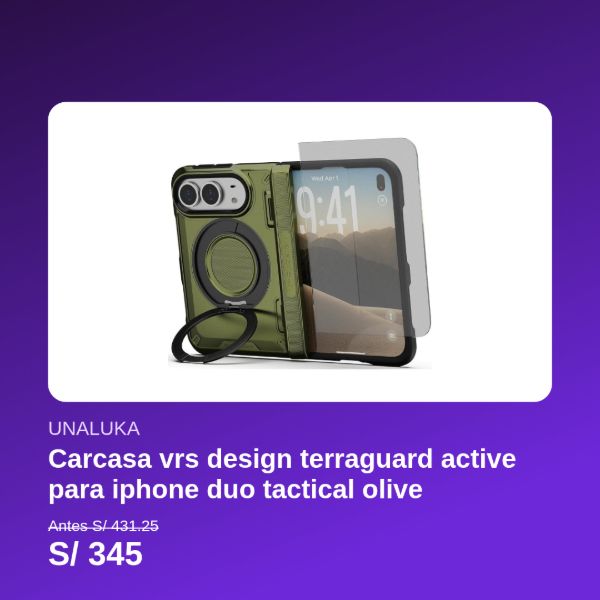 Wed Apr 1
9:41
UNALUKA
Carcasa vrs design terraguard active
para iphone duo tactical olive
Antes S/ 431.25
S/ 345